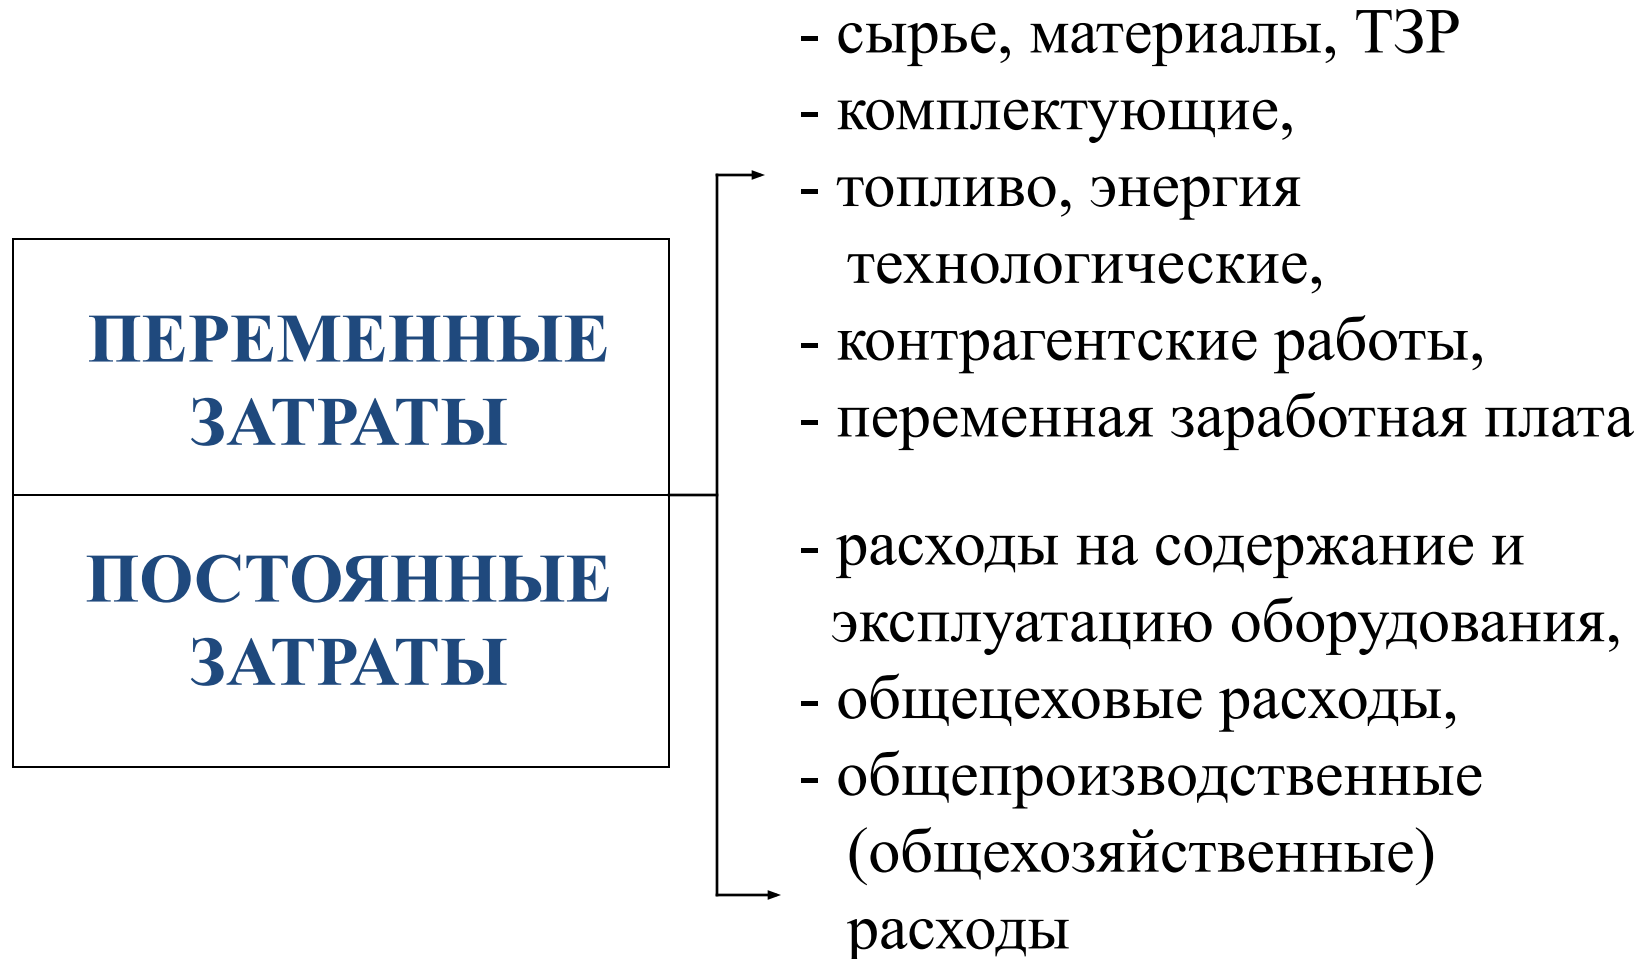 - сырье, материалы, ТЗР
- комплектующие,
- топливо, энергия
технологические,
- контрагентские работы,
- переменная заработная плата
ПЕРЕМЕННЫЕ
ЗАТРАТЫ
ПОСТОЯННЫЕ
ЗАТРАТЫ
- расходы на содержание и
эксплуатацию оборудования,
- общецеховые расходы,
- общепроизводственные
(общехозяйственные)
расходы